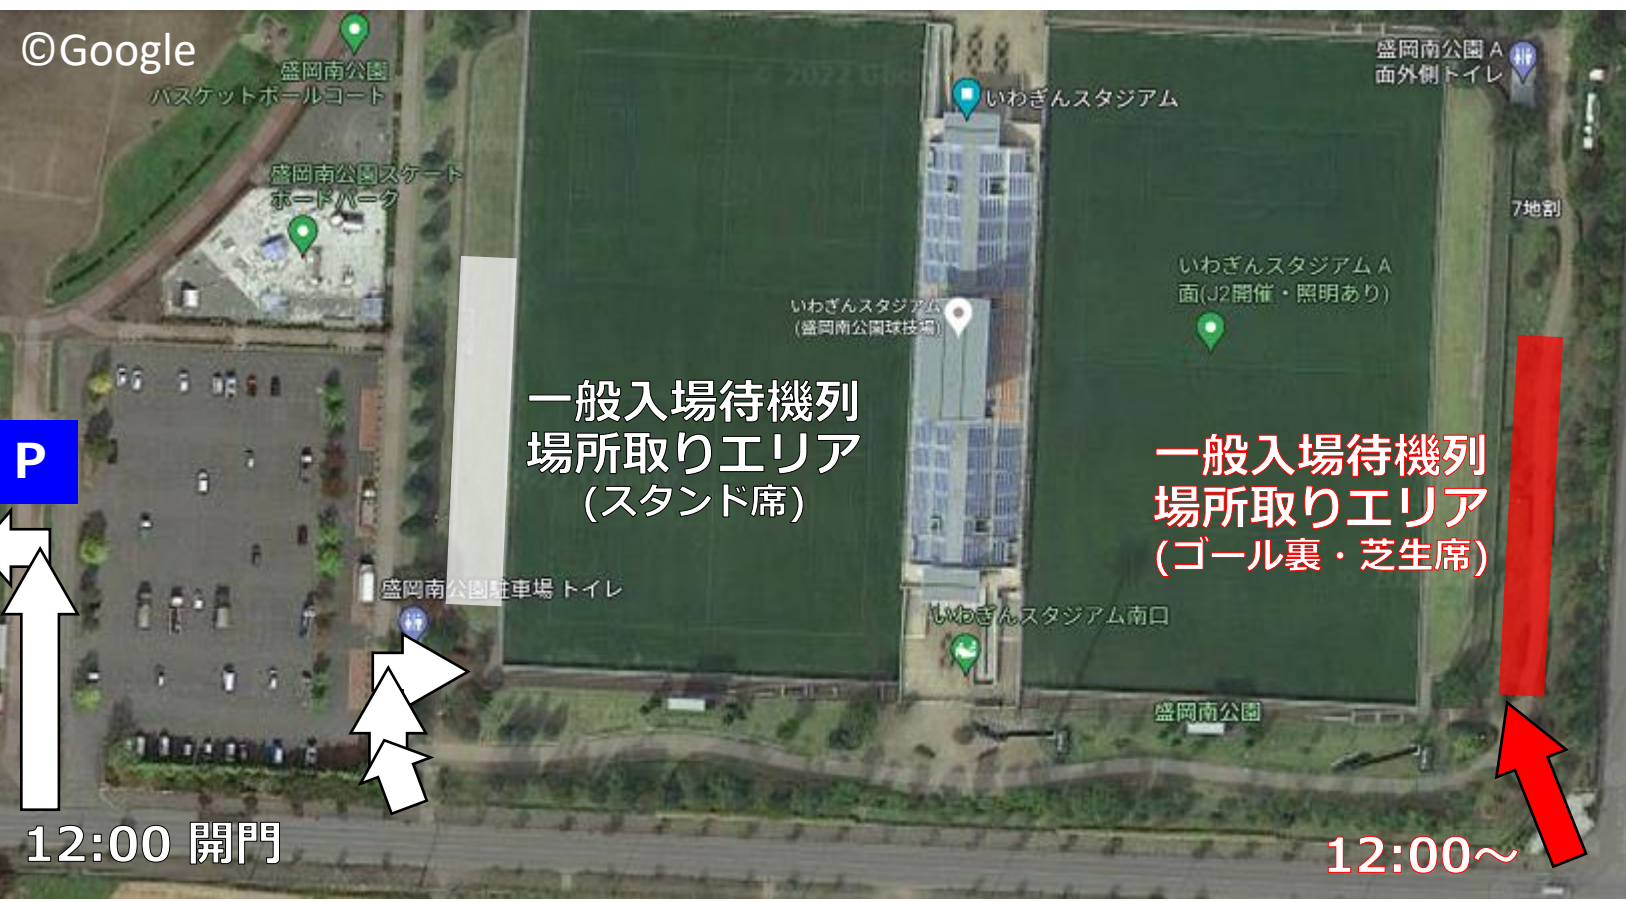 ©Google
盛岡南公園
バスケットボールコート
盛岡南公園スケート
ボードパーク
いわぎんスタジアム
盛岡南公園 A
面外側トイレ
7地割
いわぎんスタジアム A
面(J2開催・照明あり)
いわぎんスタジアム
(盛岡南公園球技場)
一般入場待機列
場所取りエリア
(スタンド席)
一般入場待機列
場所取りエリア
(ゴール裏・芝生席)
P
盛岡南公園駐車場 トイレ
いわぎんスタジアム南口
盛岡南公園
12:00 開門
12:00～